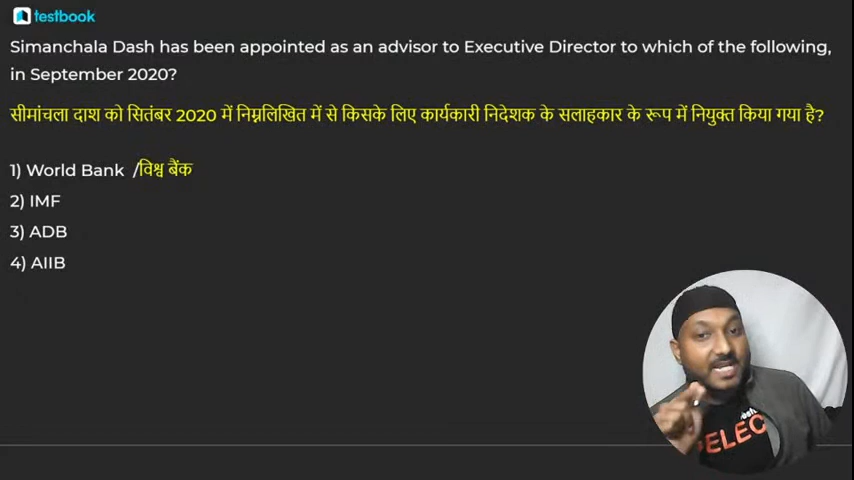 testbook
Simanchala Dash has been appointed as an advisor to Executive Director to which of the following,
in September 2020?
सीमांचला दाश को सितंबर 2020 में निम्नलिखित में से किसके लिए कार्यकारी निदेशक के सलाहकार के रूप में नियुक्त किया गया है?
1) World Bank /विश्व बैंक
2) IMF
3) ADB
4) AIIB
SELEC